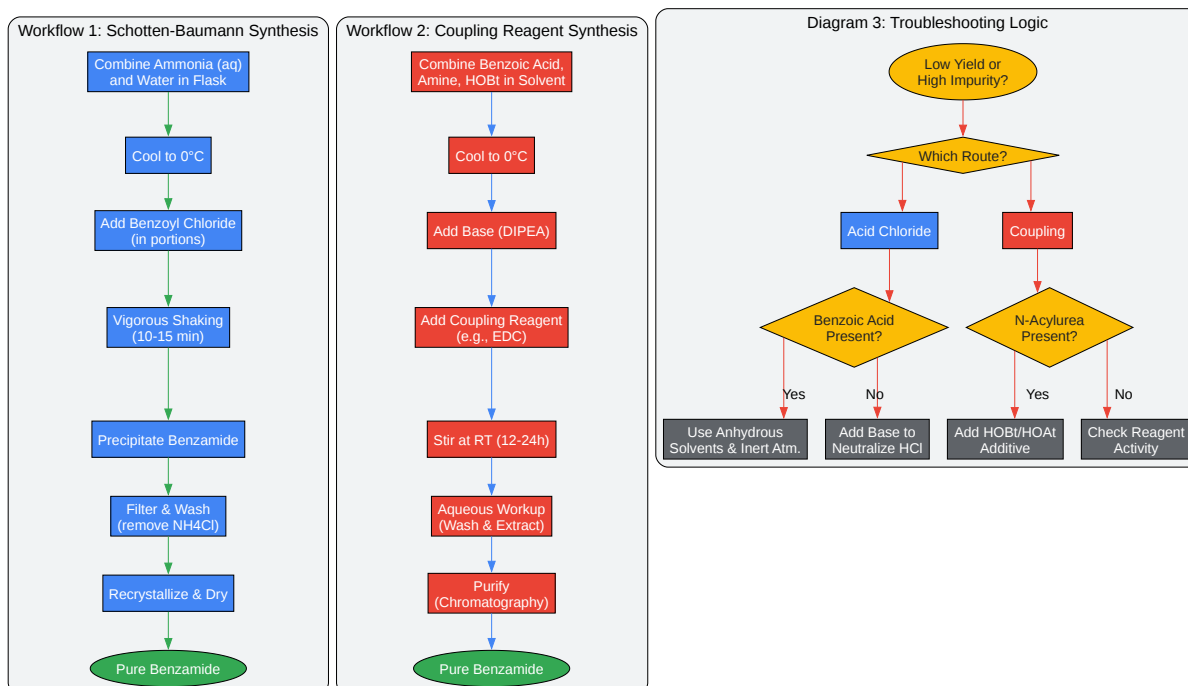 Workflow 1: Schotten-Baumann Synthesis
Combine Ammonia (aq)
and Water in Flask
Cool to 0°C
Add Benzoyl Chloride
(in portions)
Vigorous Shaking
(10-15 min)
Precipitate Benzamide
Filter & Wash
(remove NH4Cl)
Recrystallize & Dry
Pure Benzamide
Workflow 2: Coupling Reagent Synthesis
Combine Benzoic Acid,
Amine, HOBt in Solvent
Cool to 0°C
Add Base (DIPEA)
Add Coupling Reagent
(e.g., EDC)
Stir at RT (12-24h)
Aqueous Workup
(Wash & Extract)
Purify
(Chromatography)
Pure Benzamide
Diagram 3: Troubleshooting Logic
Low Yield or
High Impurity?
Which Route?
Acid Chloride
Coupling
Benzoic Acid
Present?
N-Acylurea
Present?
Yes
No
Yes
No
Use Anhydrous
Solvents & Inert Atm.
Add Base to
Neutralize HCl
Add HOBt/HOAt
Additive
Check Reagent
Activity